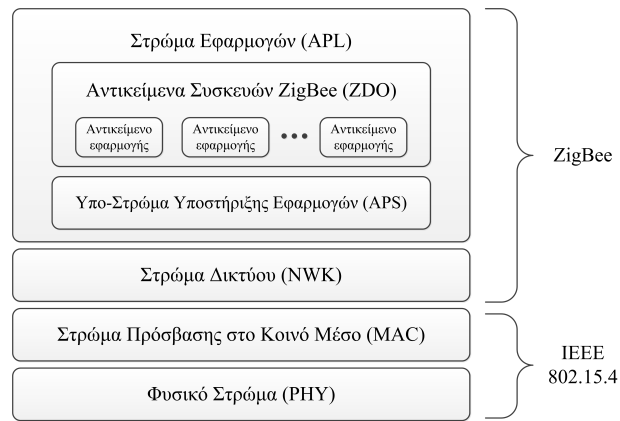 Στρώμα Εφαρμογών (APL)
Αντικείμενα Συσκευών ZigBee (ZDO)
Αντικείμενο
εφαρμογής
Αντικείμενο
εφαρμογής
Αντικείμενο
εφαρμογής
Υπο-Στρώμα Υποστήριξης Εφαρμογών (APS)
Στρώμα Δικτύου (NWK)
ZigBee
Στρώμα Πρόσβασης στο Κοινό Μέσο (MAC)
Φυσικό Στρώμα (PHY)
IEEE
802.15.4